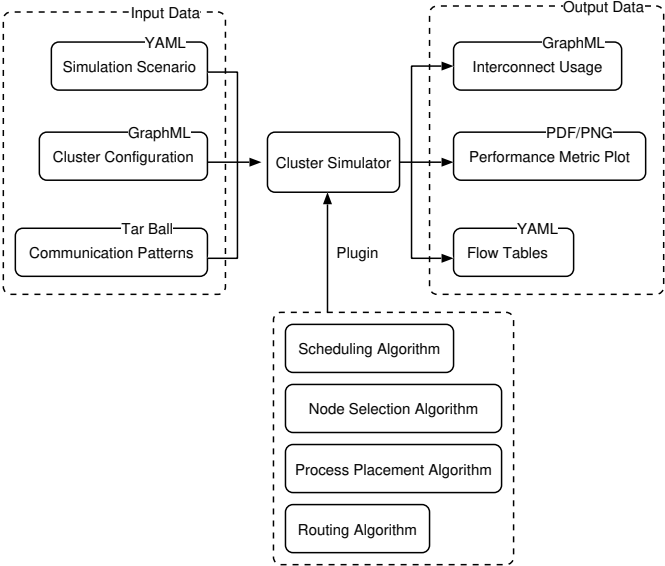 Input Data
YAML
Simulation Scenario
GraphML
Cluster Configuration
Tar Ball
Communication Patterns
Cluster Simulator
Plugin
Output Data
GraphML
Interconnect Usage
PDF/PNG
Performance Metric Plot
YAML
Flow Tables
Scheduling Algorithm
Node Selection Algorithm
Process Placement Algorithm
Routing Algorithm